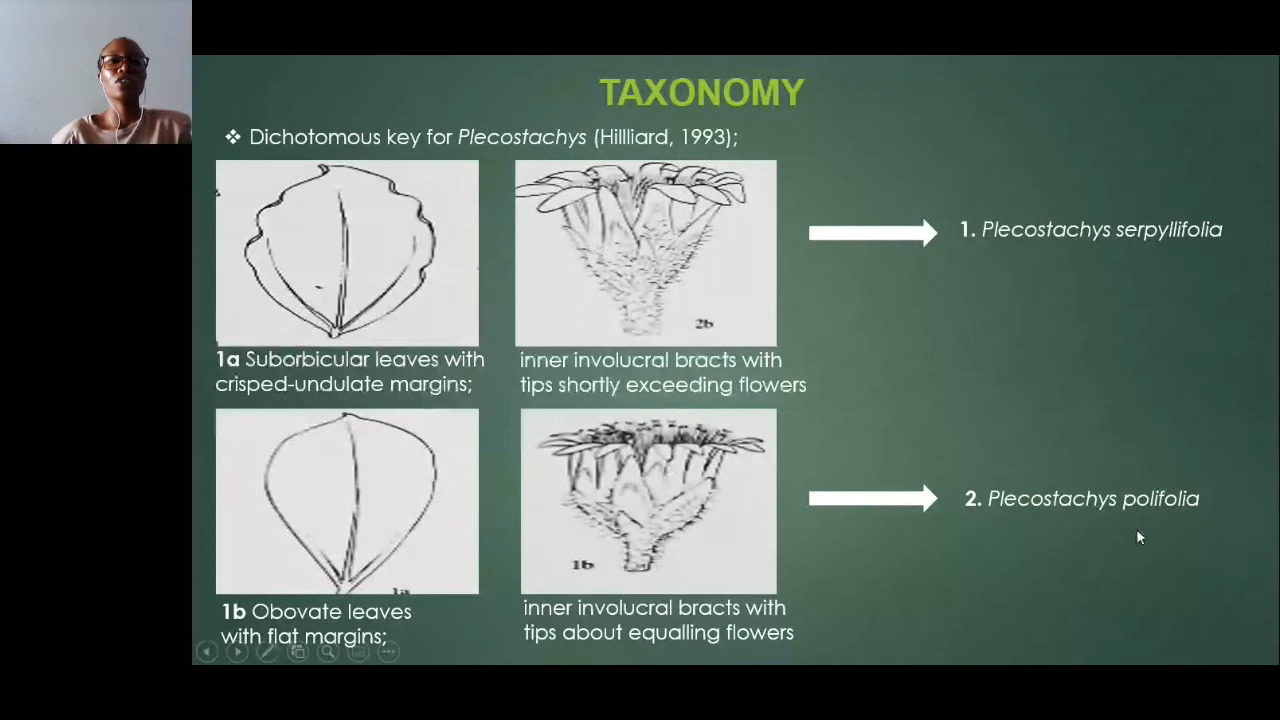 TAXONOMY
❖ Dichotomous key for Plecostachys (Hillliard, 1993);
2b
1. Plecostachys serpyllifolia
1a Suborbicular leaves with
crisped-undulate margins;
inner involucral bracts with
tips shortly exceeding flowers
1a
1b
2. Plecostachys polifolia
1b Obovate leaves
with flat margins;
inner involucral bracts with
tips about equalling flowers